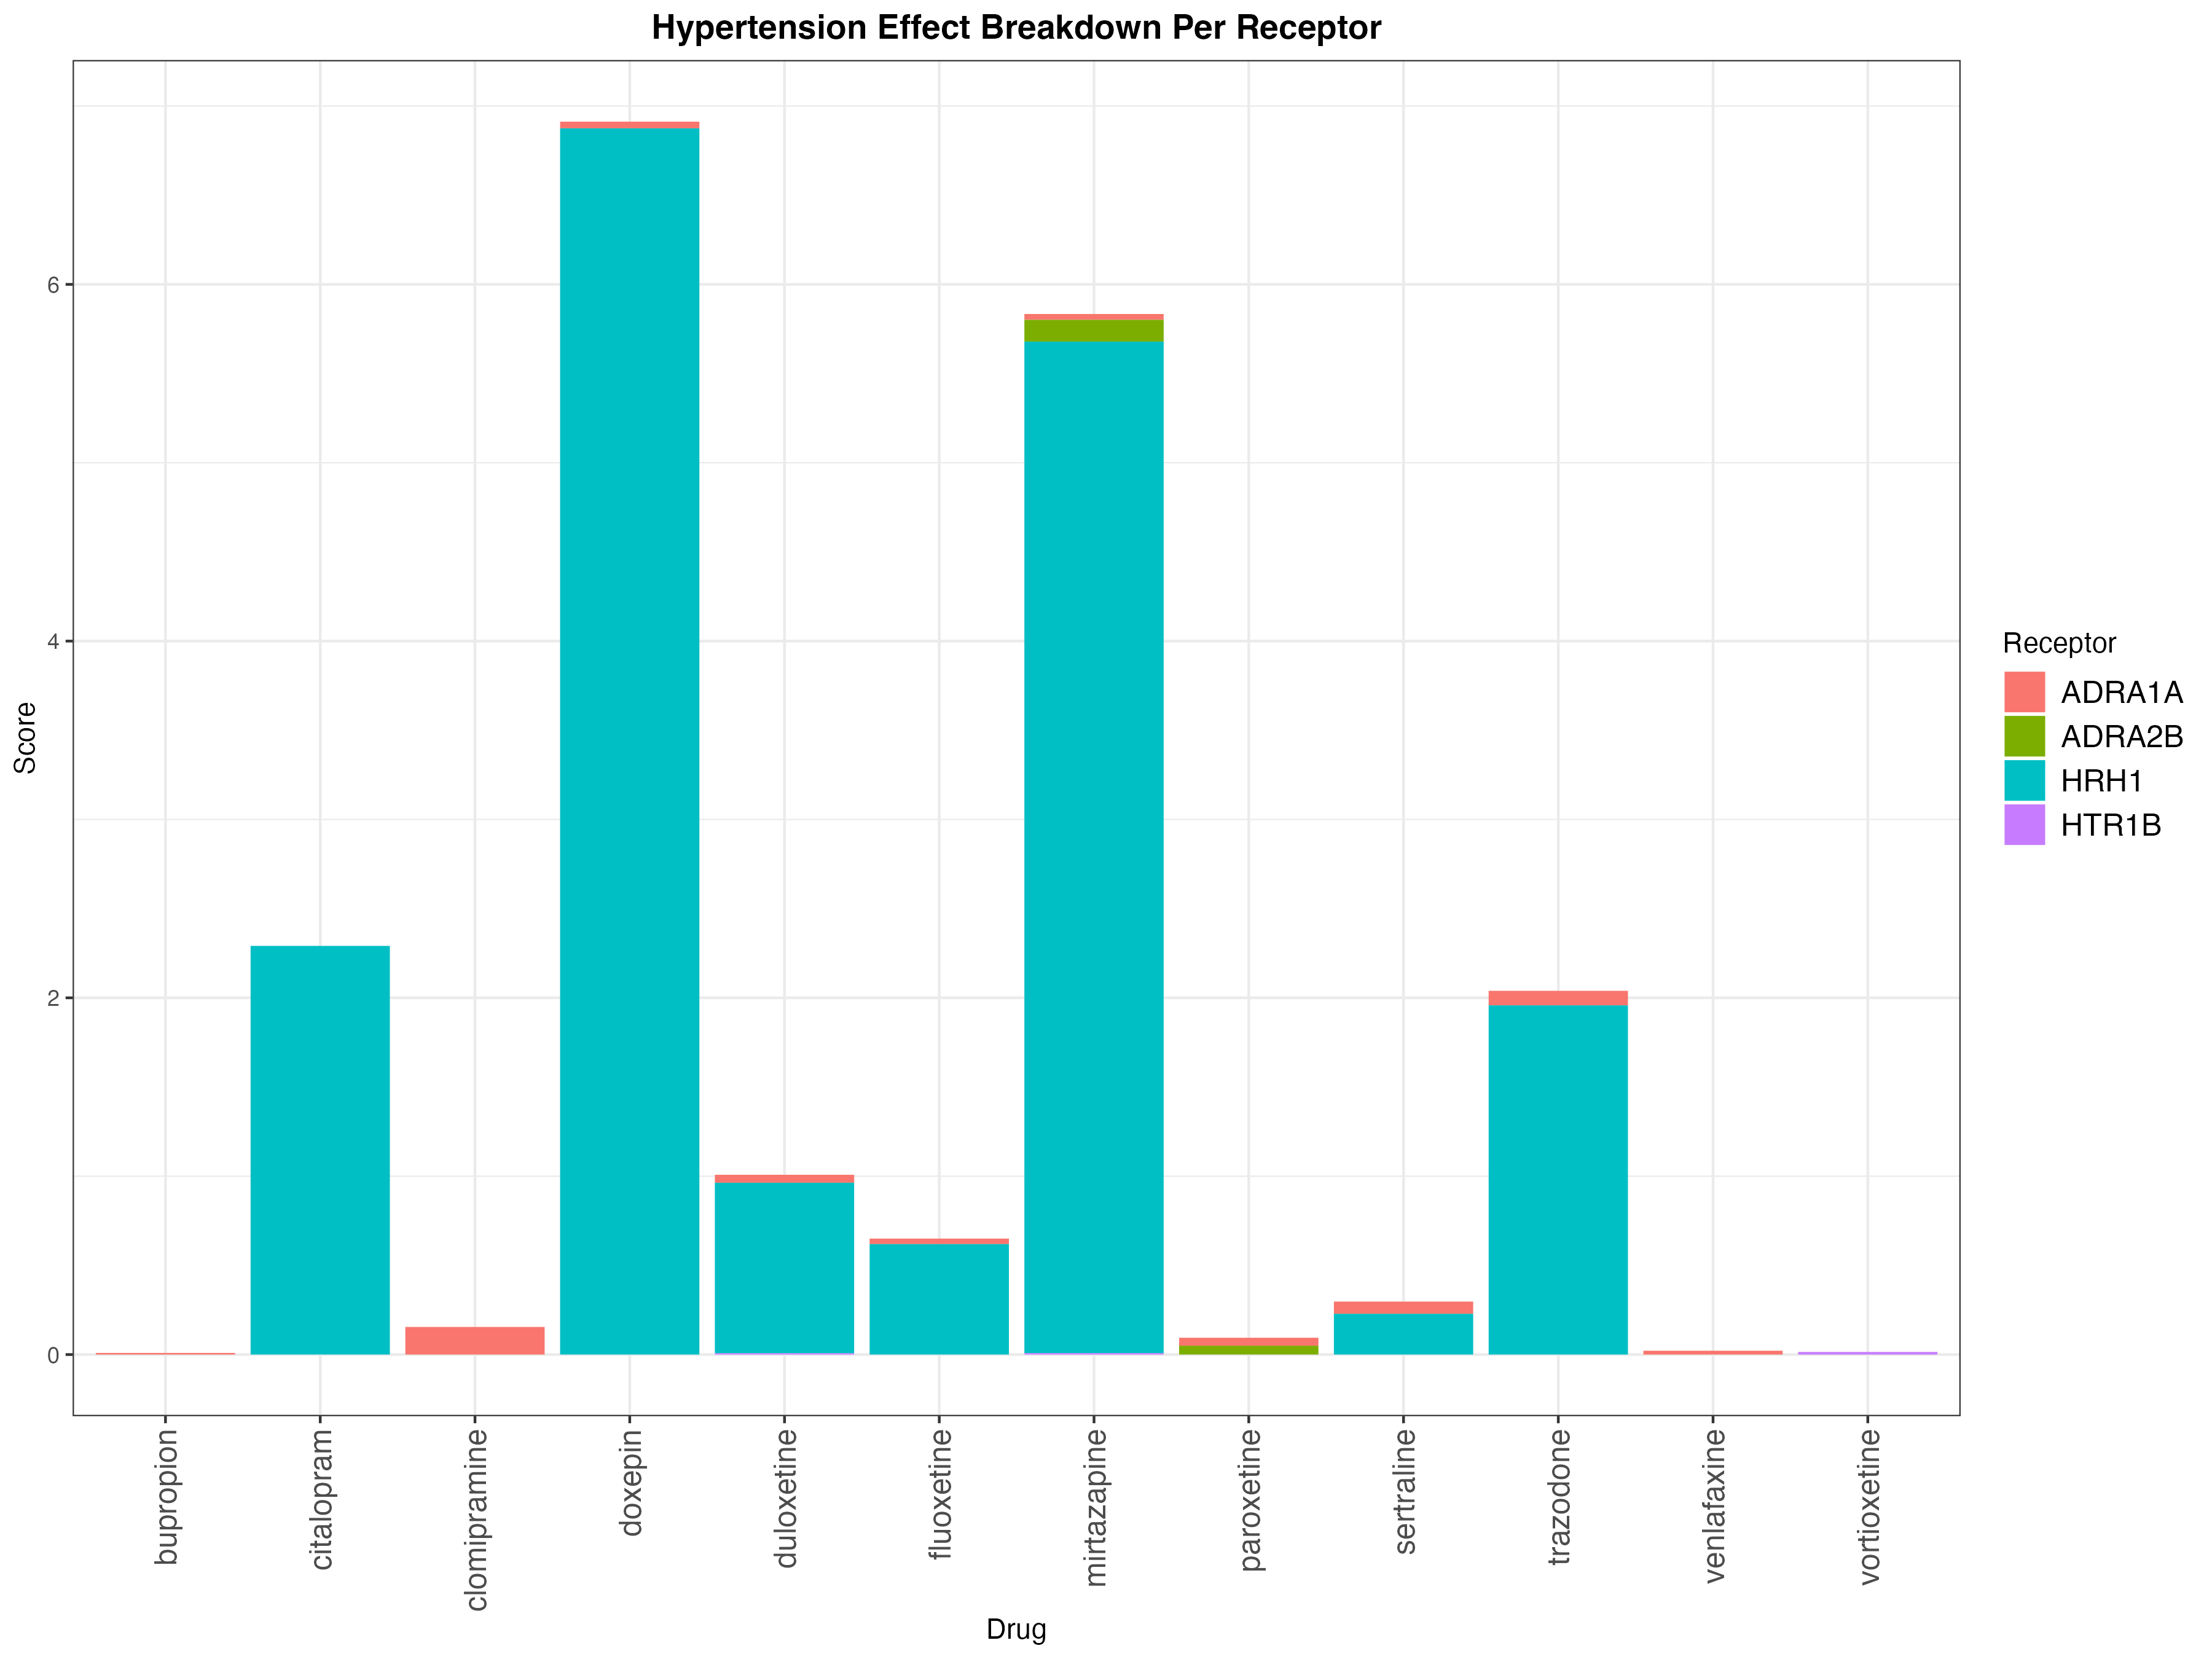 Hypertension Effect Breakdown Per Receptor
Score
6
4
2
0
bupropion
citalopram
clomipramine
doxepin
duloxetine
fluoxetine
mirtazapine
paroxetine
sertraline
trazodone
venlafaxine
vortioxetine
Drug
Receptor
ADRA1A
ADRA2B
HRH1
HTR1B